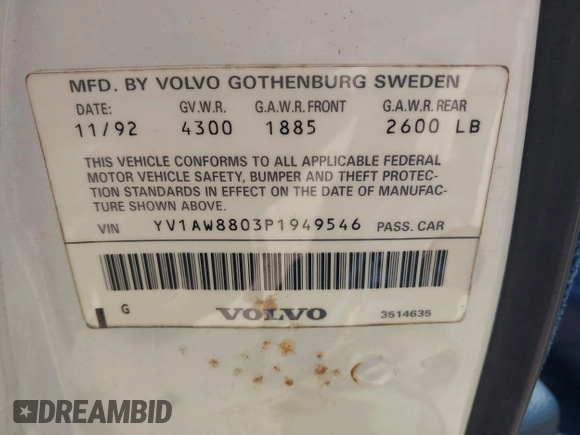 MFD. BY VOLVO GOTHENBURG SWEDEN
DATE: G.V.W.R. G.A.W.R. FRONT G.A.W.R. REAR
11/92 4300 1885 2600 LB
THIS VEHICLE CONFORMS TO ALL APPLICABLE FEDERAL
MOTOR VEHICLE SAFETY, BUMPER AND THEFT PROTEC-
TION STANDARDS IN EFFECT ON THE DATE OF MANUFAC-
TURE SHOWN ABOVE.
VIN YV1AW8803P1949546 PASS. CAR
G VOLVO 3514635
DREAMBID